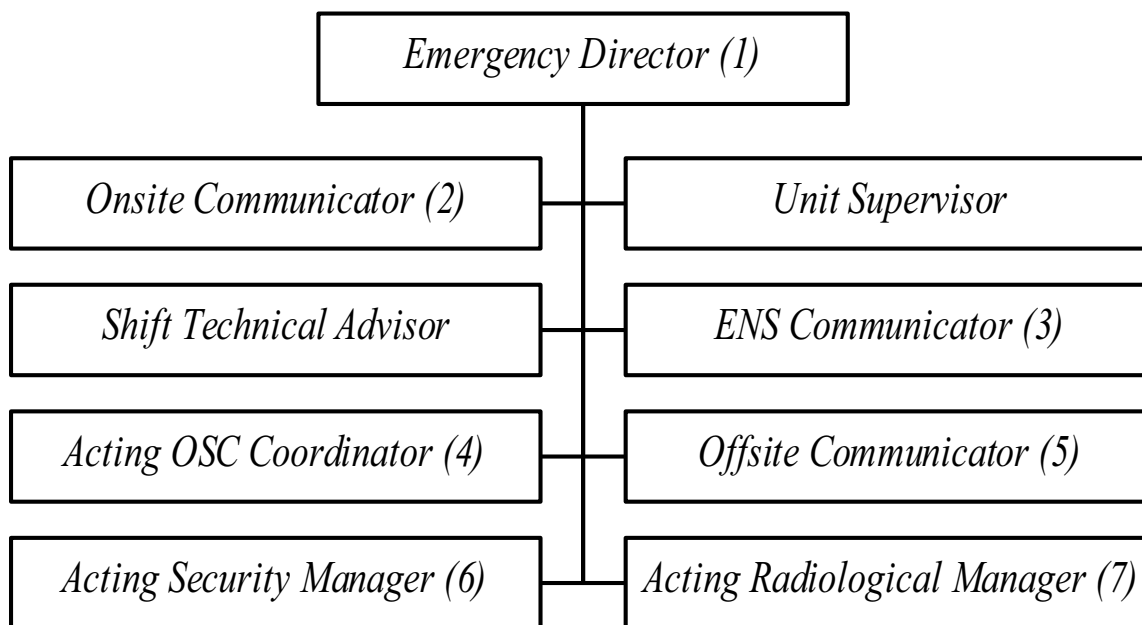 Emergency Director (1)
Onsite Communicator (2)
Unit Supervisor
Shift Technical Advisor
ENS Communicator (3)
Acting OSC Coordinator (4)
Offsite Communicator (5)
Acting Security Manager (6)
Acting Radiological Manager (7)